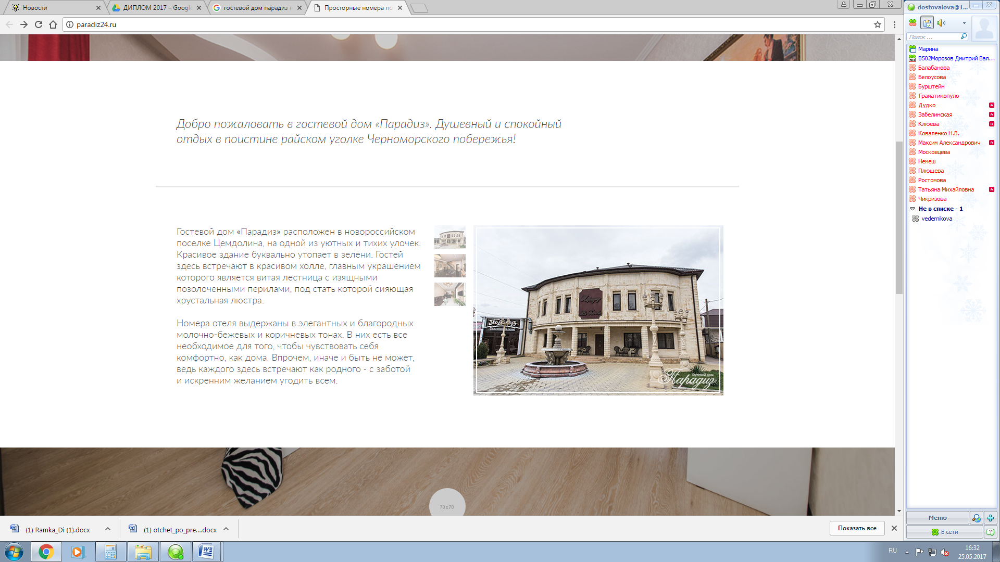 Новости
ДИПЛОМ 2017 – Google
гостевой дом парадиз н
Просторные номера по
dostovalova@1...
paradiz24.ru
Поиск ...
Марина
В502Морозов Дмитрий Вал...
Балабанова
Белоусова
Бурштейн
Граматикопуло
Дудко
Забелинская
Клюева
Коваленко Н.В.
Максим Александрович
Московцева
Немеш
Плющева
Ростомова
Татьяна Михайловна
Чикризова
Не в списке - 1
vedernikova
Добро пожаловать в гостевой дом «Парадиз». Душевный и спокойный
отдых в поистине райском уголке Черноморского побережья!
Гостевой дом «Парадиз» расположен в новороссийском
поселке Цемдолина, на одной из уютных и тихих улочек.
Красивое здание буквально утопает в зелени. Гостей
здесь встречают в красивом холле, главным украшением
которого является витая лестница с изящными
позолоченными перилами, под стать которой сияющая
хрустальная люстра.
Номера отеля выдержаны в элегантных и благородных
молочно-бежевых и коричневых тонах. В них есть все
необходимое для того, чтобы чувствовать себя
комфортно, как дома. Впрочем, иначе и быть не может,
ведь каждого здесь встречают как родного - с заботой
и искренним желанием угодить всем.
Парадиз
гостевой дом
Гостевой дом
Парадиз
70x70
(1) Ramka_Di (1).docx
(1) otchet_po_pre....docx
Показать все
Меню
В сети
RU
16:32
25.05.2017